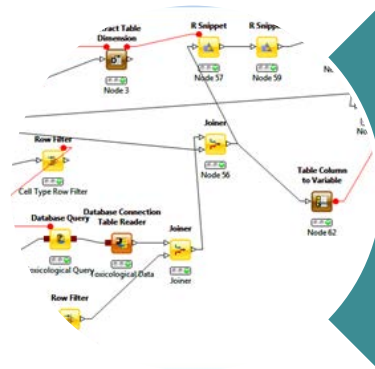 ract Table
Dimension
Node 3
R Snippet
Node 57
R Snipp
Node 59
No
Joiner
Node 56
No
Row Filter
Cell Type Row Filter
Table Column
to Variable
Node 62
Database Query
oxicological Query
Database Connection
Table Reader
oxicological Data
Joiner
Joiner
Row Filter